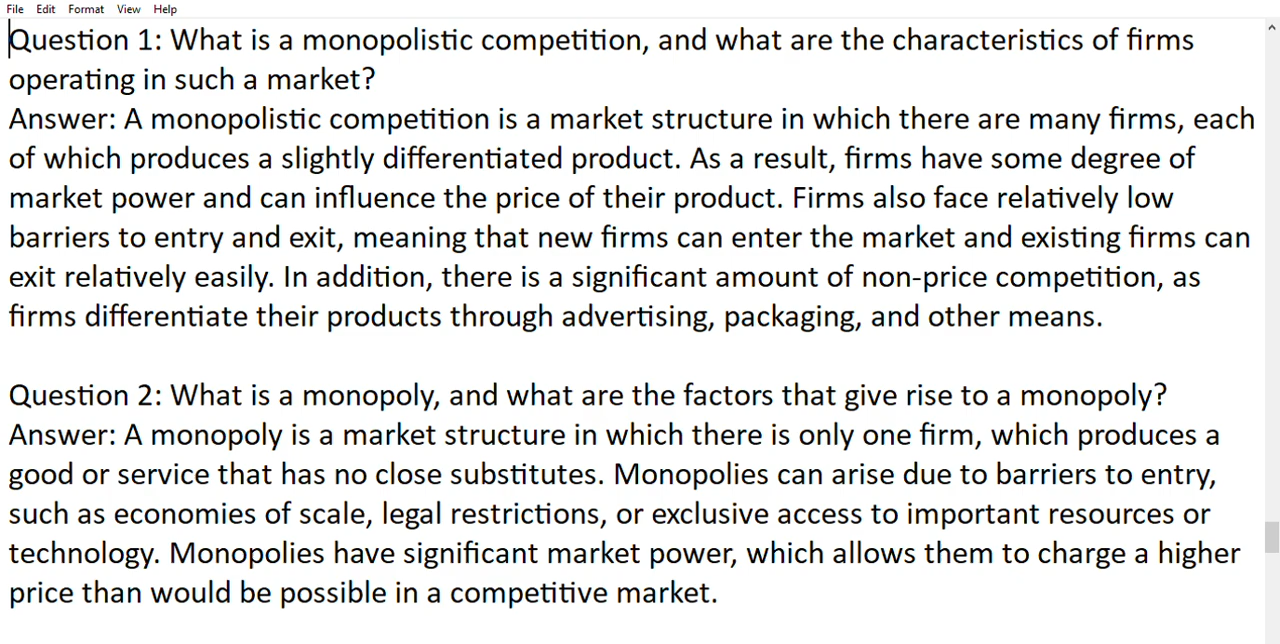 File Edit Format View Help
Question 1: What is a monopolistic competition, and what are the characteristics of firms
operating in such a market?
Answer: A monopolistic competition is a market structure in which there are many firms, each
of which produces a slightly differentiated product. As a result, firms have some degree of
market power and can influence the price of their product. Firms also face relatively low
barriers to entry and exit, meaning that new firms can enter the market and existing firms can
exit relatively easily. In addition, there is a significant amount of non-price competition, as
firms differentiate their products through advertising, packaging, and other means.
Question 2: What is a monopoly, and what are the factors that give rise to a monopoly?
Answer: A monopoly is a market structure in which there is only one firm, which produces a
good or service that has no close substitutes. Monopolies can arise due to barriers to entry,
such as economies of scale, legal restrictions, or exclusive access to important resources or
technology. Monopolies have significant market power, which allows them to charge a higher
price than would be possible in a competitive market.